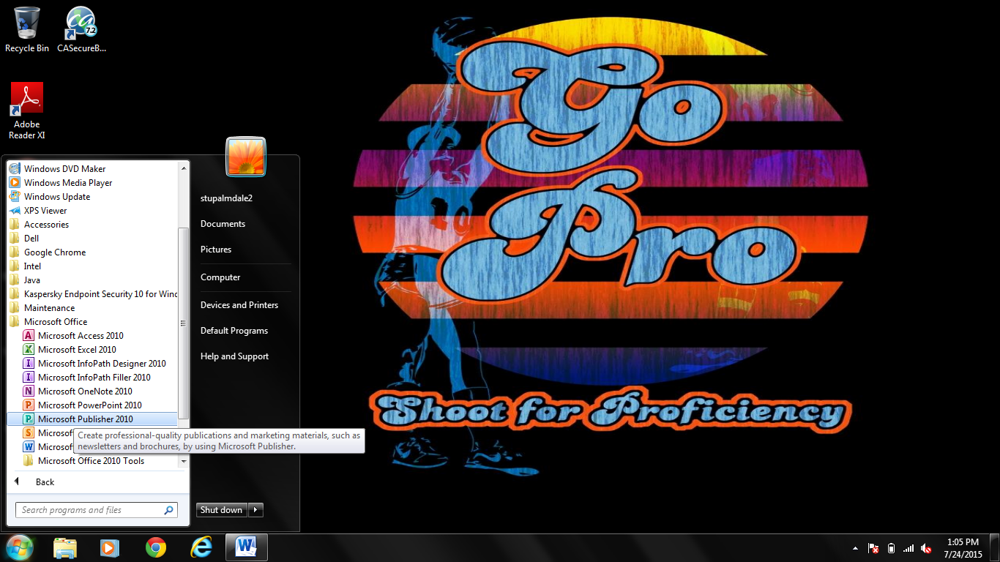 Recycle Bin
CASecureB...
7.2
Adobe
Reader XI
Go
Pro
Shoot for Proficiency
Windows DVD Maker
Windows Media Player
Windows Update
XPS Viewer
Accessories
Dell
Google Chrome
Intel
Java
Kaspersky Endpoint Security 10 for Wind
Maintenance
Microsoft Office
Microsoft Access 2010
Microsoft Excel 2010
Microsoft InfoPath Designer 2010
Microsoft InfoPath Filler 2010
Microsoft OneNote 2010
Microsoft PowerPoint 2010
Microsoft Publisher 2010
Microsof
Microsof
Microsoft Office 2010 Tools
Create professional-quality publications and marketing materials, such as
newsletters and brochures, by using Microsoft Publisher.
Back
Search programs and files
stupalmdale2
Documents
Pictures
Computer
Devices and Printers
Default Programs
Help and Support
Shut down
1:05 PM
7/24/2015